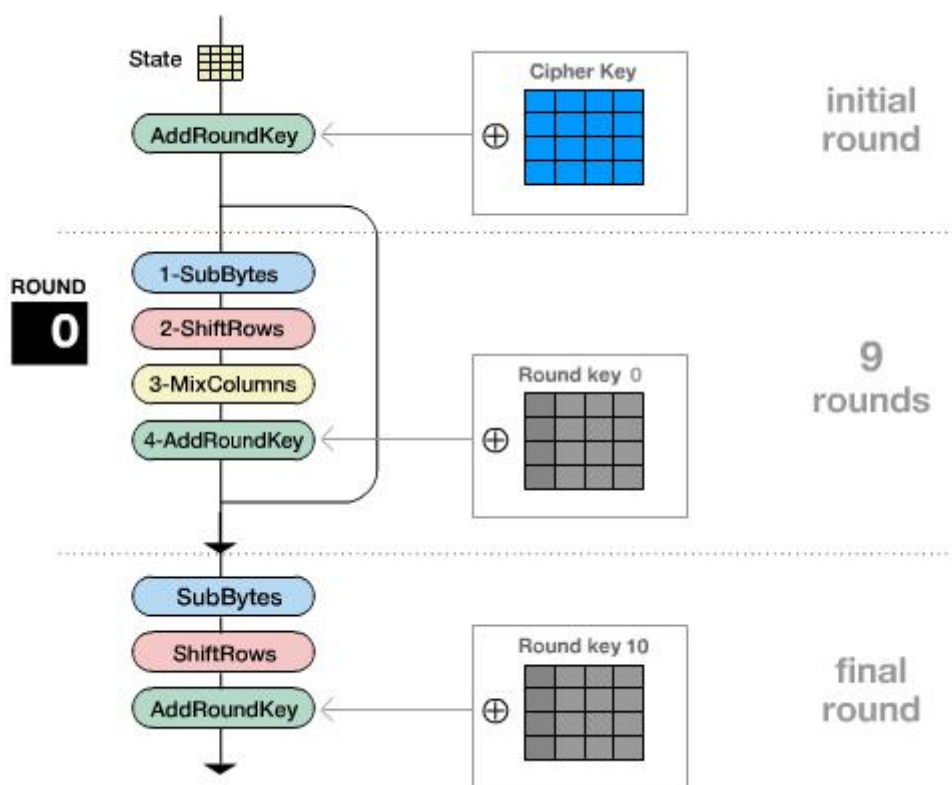 State
Cipher Key
AddRoundKey
initial
round
1-SubBytes
ROUND
0
2-ShiftRows
3-MixColumns
Round key 0
9
rounds
4-AddRoundKey
SubBytes
ShiftRows
Round key 10
AddRoundKey
final
round